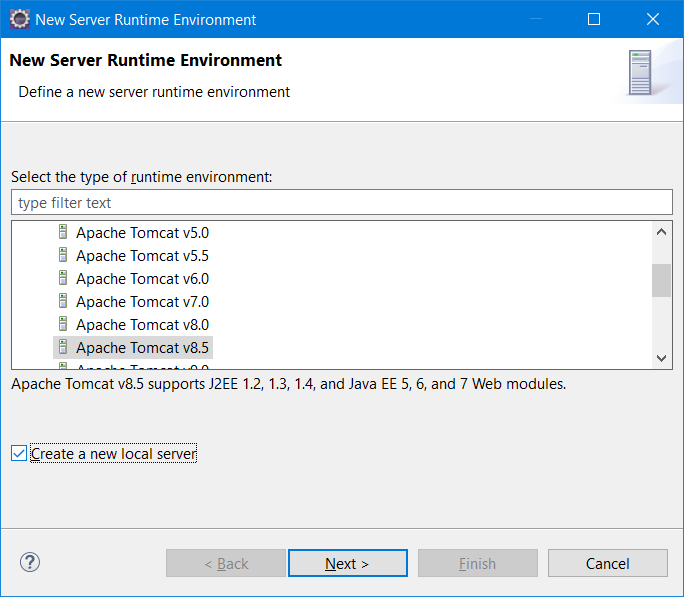 New Server Runtime Environment
New Server Runtime Environment
Define a new server runtime environment
Select the type of runtime environment:
type filter text
Apache Tomcat v5.0
Apache Tomcat v5.5
Apache Tomcat v6.0
Apache Tomcat v7.0
Apache Tomcat v8.0
Apache Tomcat v8.5
Apache Tomcat v8.5 supports J2EE 1.2, 1.3, 1.4, and Java EE 5, 6, and 7 Web modules.
Create a new local server
?
< Back
Next >
Finish
Cancel